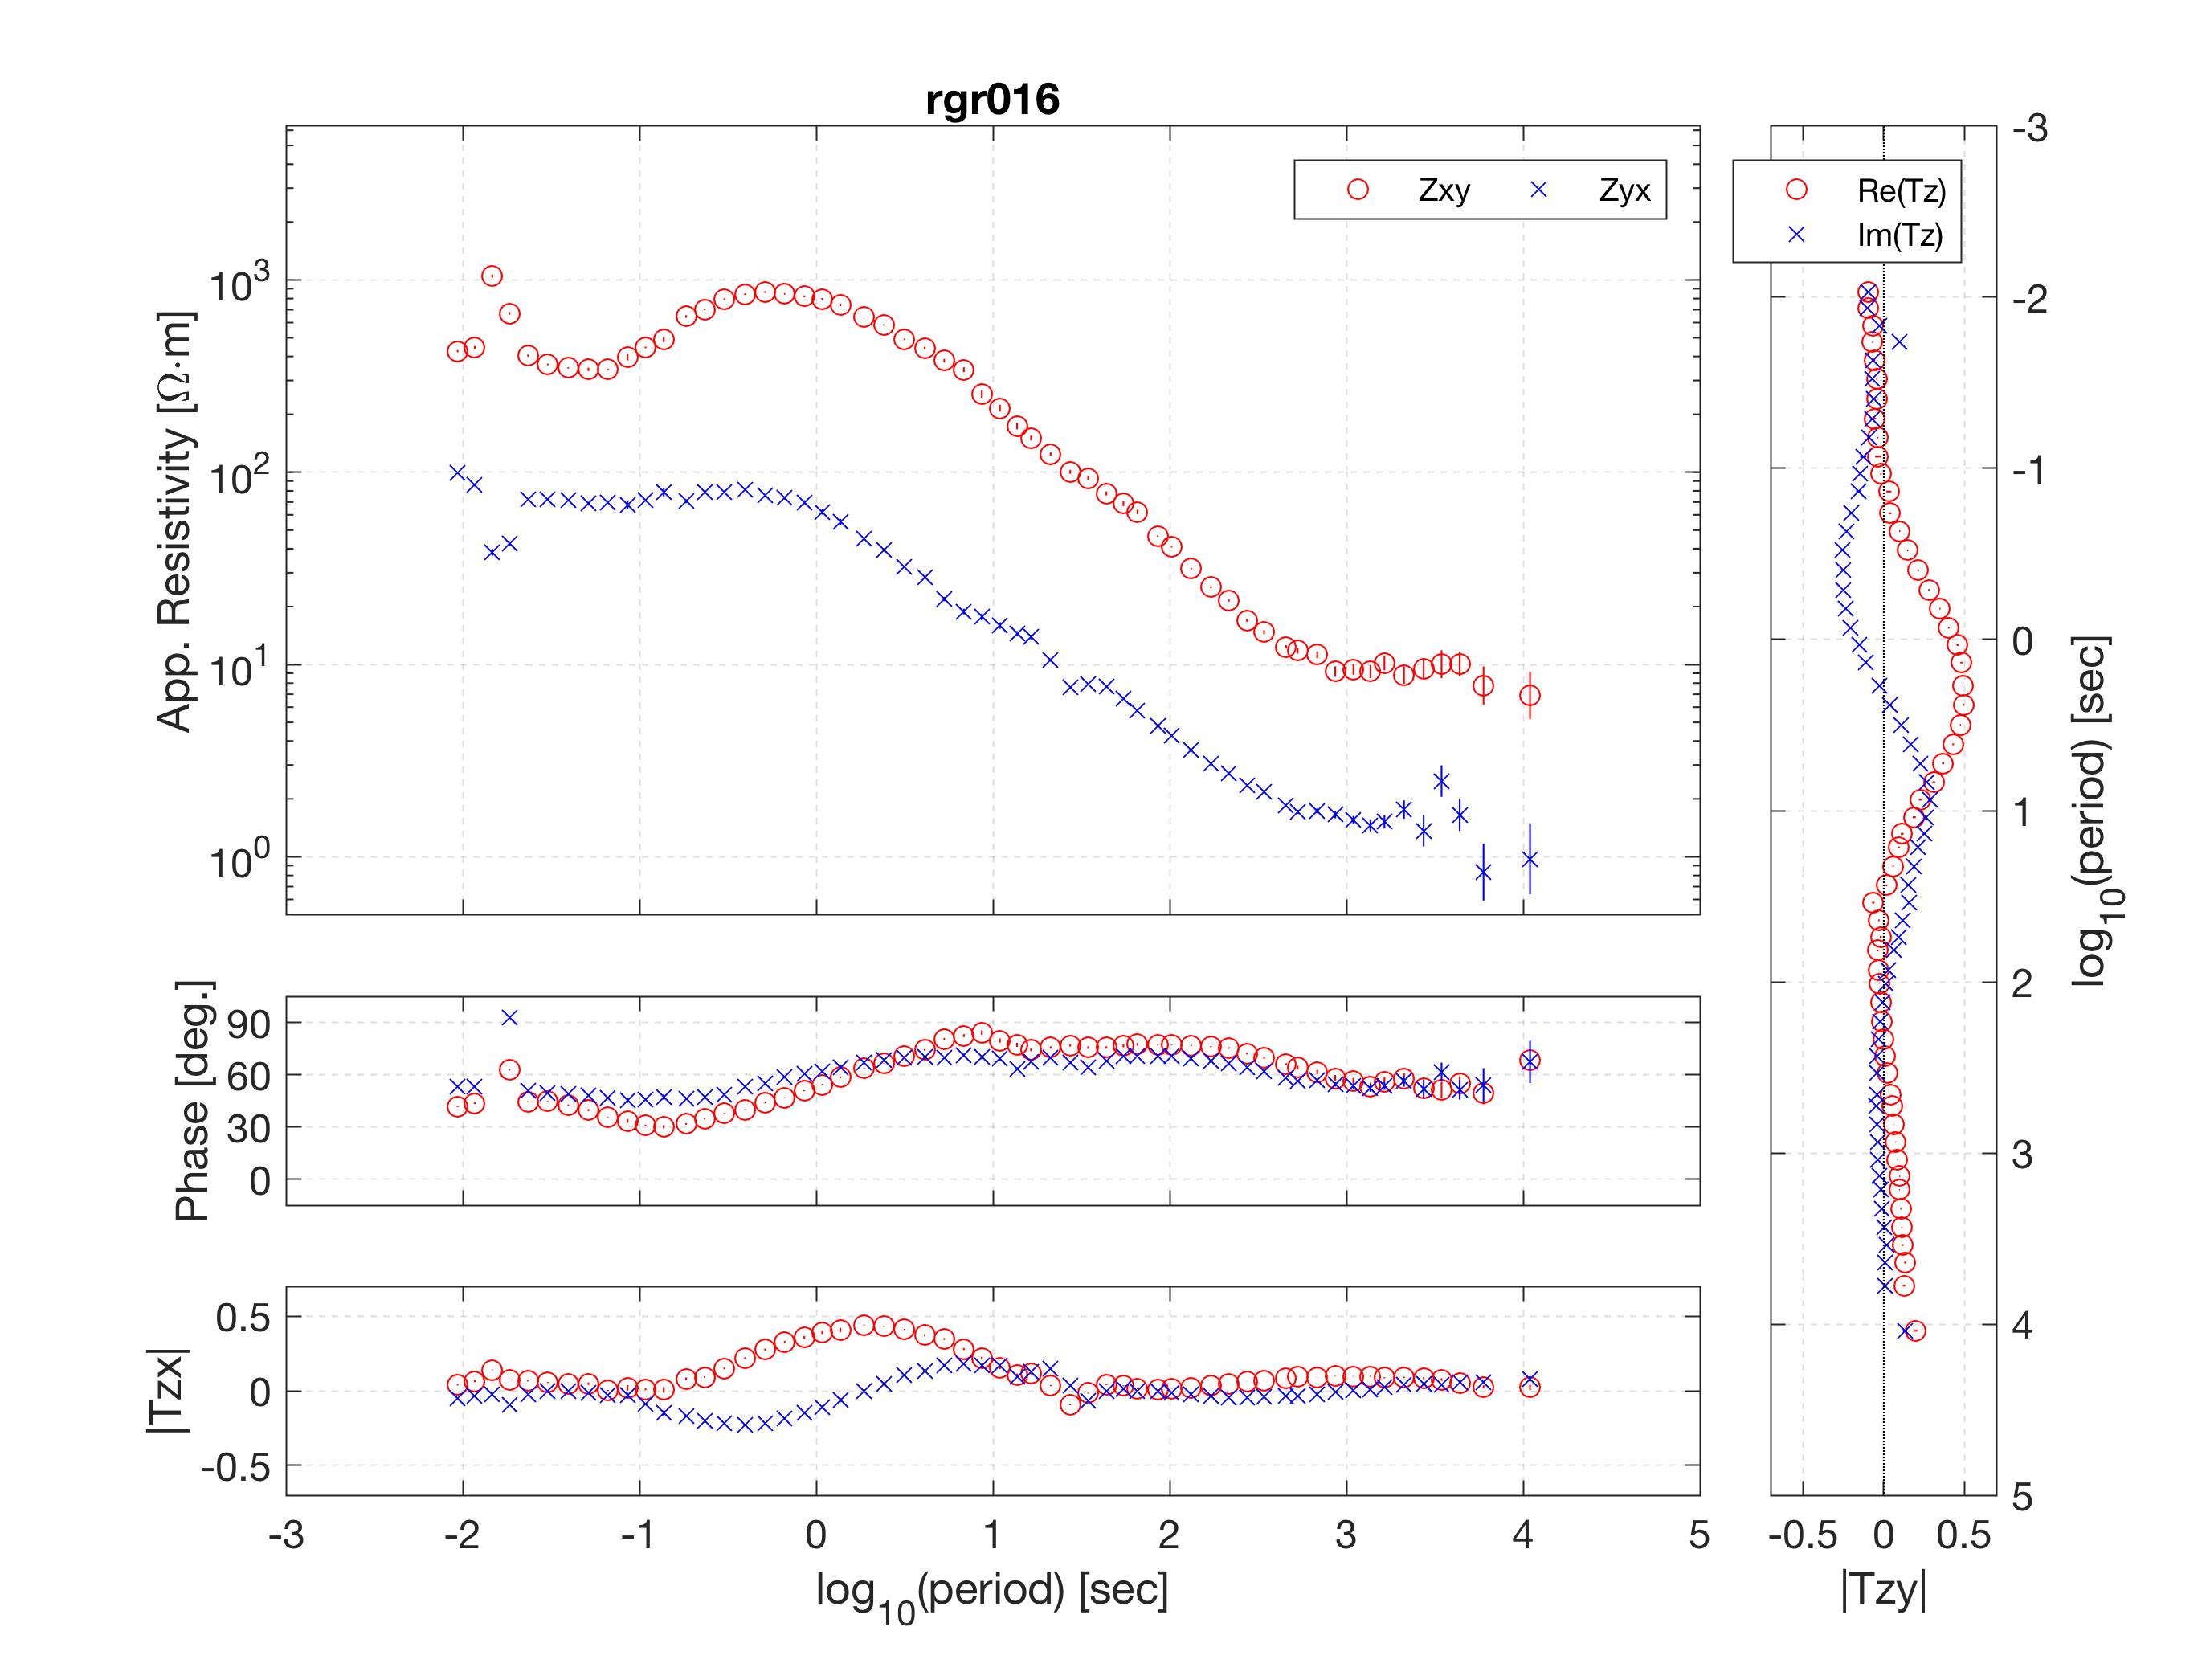 rgr016
Zxy Zyx
App. Resistivity [Ω·m]
10^3
10^2
10^1
10^0
Phase [deg.]
90
60
30
0
|Tzx|
0.5
0
-0.5
-3 -2 -1 0 1 2 3 4 5
log_10(period) [sec]
Re(Tz)
Im(Tz)
-3
-2
-1
0
1
2
3
4
5
log_10(period) [sec]
-0.5 0 0.5
|Tzy|